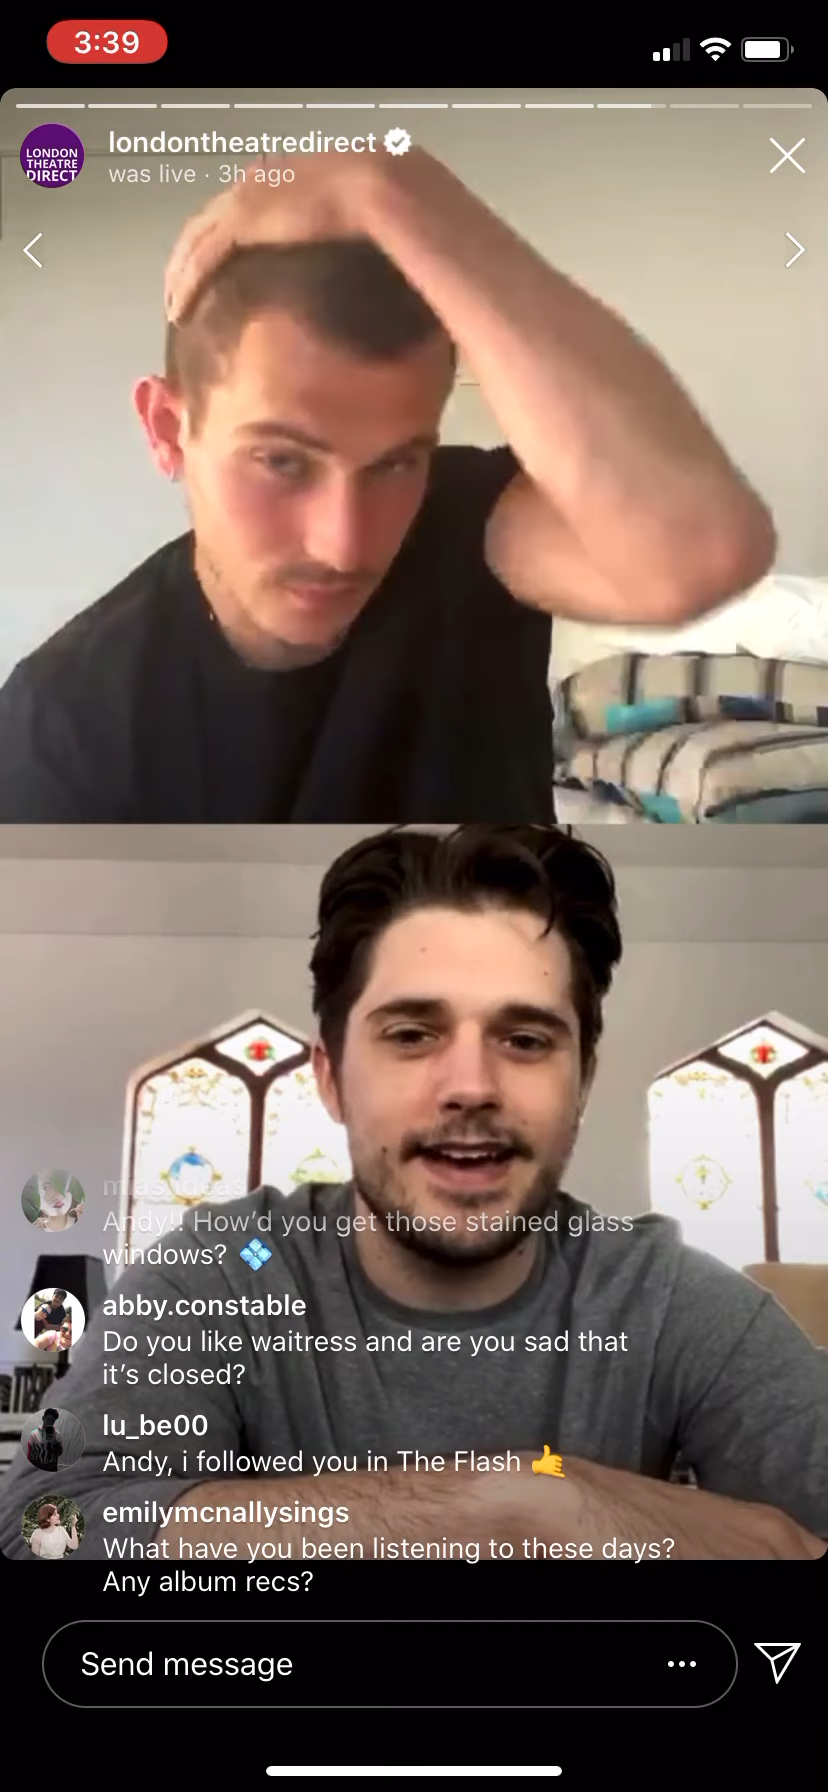 3:39
LONDON
THEATRE
DIRECT
londontheatredirect
was live · 3h ago
Andy!! How'd you get those stained glass
windows? 💠
abby.constable
Do you like waitress and are you sad that
it's closed?
lu_be00
Andy, i followed you in The Flash 🤙
emilymcnallysings
What have you been listening to these days?
Any album recs?
Send message